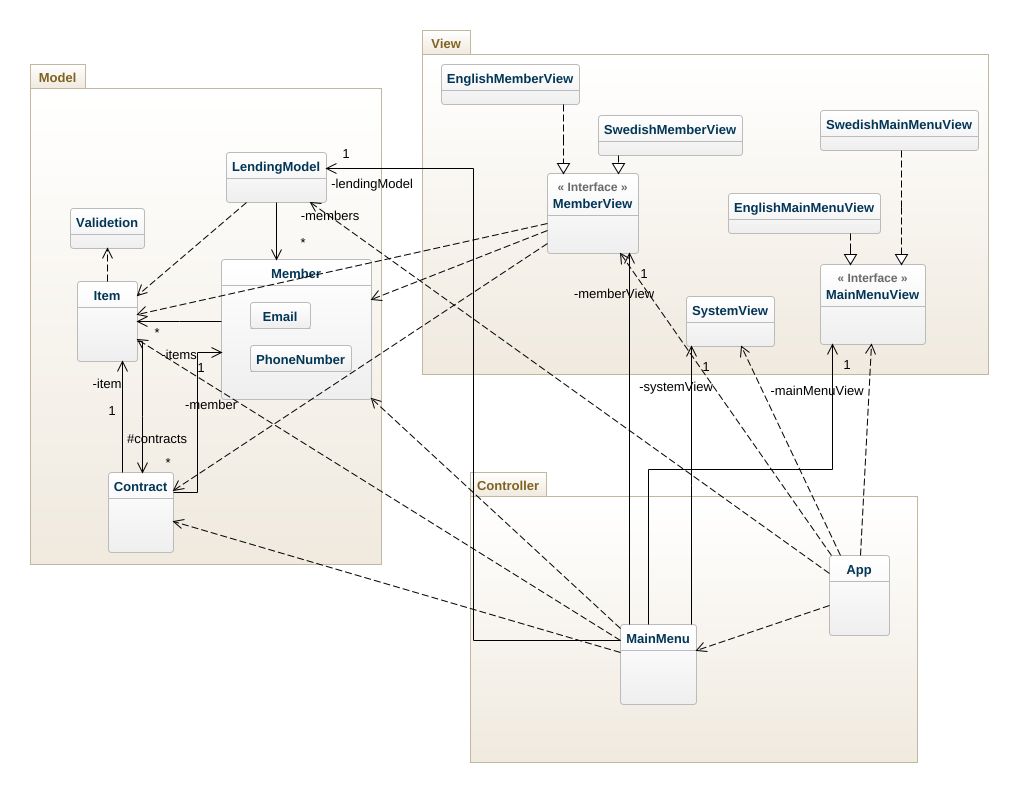 View
Model
EnglishMemberView
SwedishMemberView
SwedishMainMenuView
1
LendingModel
-lendingModel
« Interface »
MemberView
EnglishMainMenuView
Validetion
-members
*
Member
Item
Email
*
PhoneNumber
-items
1
-item
1
-member
#contracts
*
Contract
1
-memberView
SystemView
« Interface »
MainMenuView
1
-systemView
1
-mainMenuView
Controller
App
MainMenu